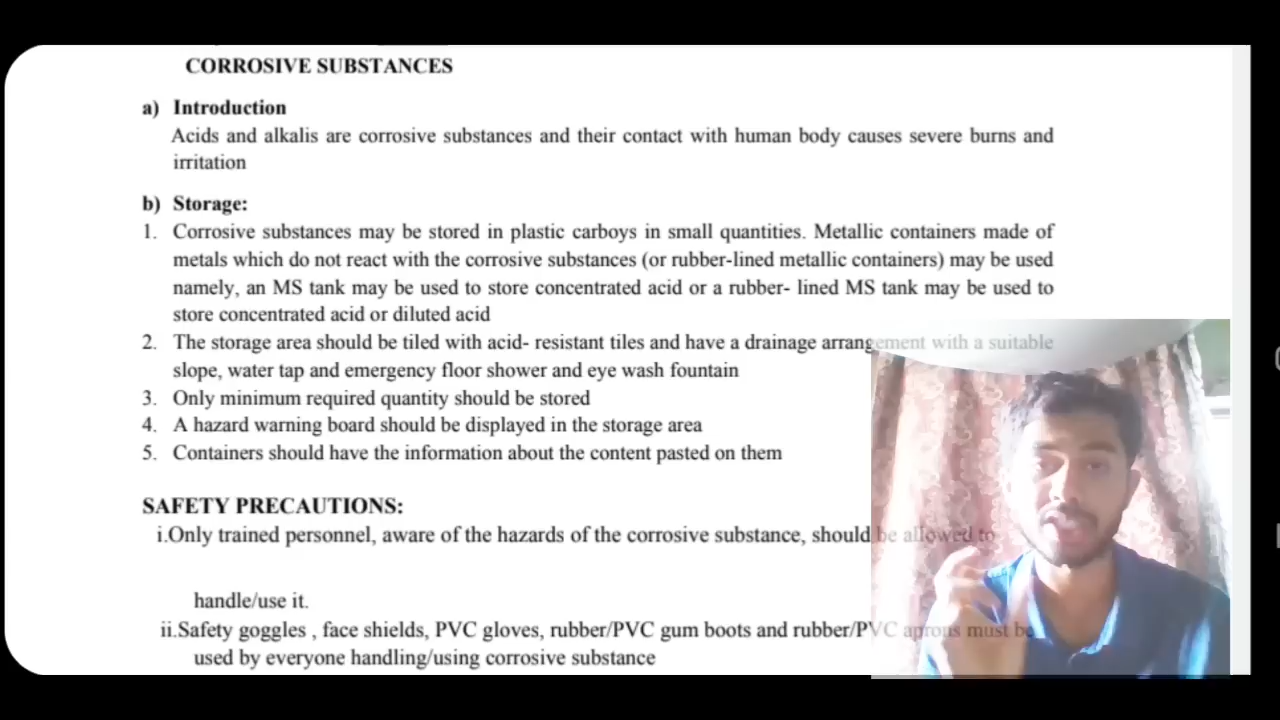 CORROSIVE SUBSTANCES
a) Introduction
Acids and alkalis are corrosive substances and their contact with human body causes severe burns and
irritation
b) Storage:
1. Corrosive substances may be stored in plastic carboys in small quantities. Metallic containers made of
metals which do not react with the corrosive substances (or rubber-lined metallic containers) may be used
namely, an MS tank may be used to store concentrated acid or a rubber- lined MS tank may be used to
store concentrated acid or diluted acid
2. The storage area should be tiled with acid- resistant tiles and have a drainage arrangement with a suitable
slope, water tap and emergency floor shower and eye wash fountain
3. Only minimum required quantity should be stored
4. A hazard warning board should be displayed in the storage area
5. Containers should have the information about the content pasted on them
SAFETY PRECAUTIONS:
i.Only trained personnel, aware of the hazards of the corrosive substance, should be allowed to
handle/use it.
ii.Safety goggles , face shields, PVC gloves, rubber/PVC gum boots and rubber/PVC aprons must be
used by everyone handling/using corrosive substance